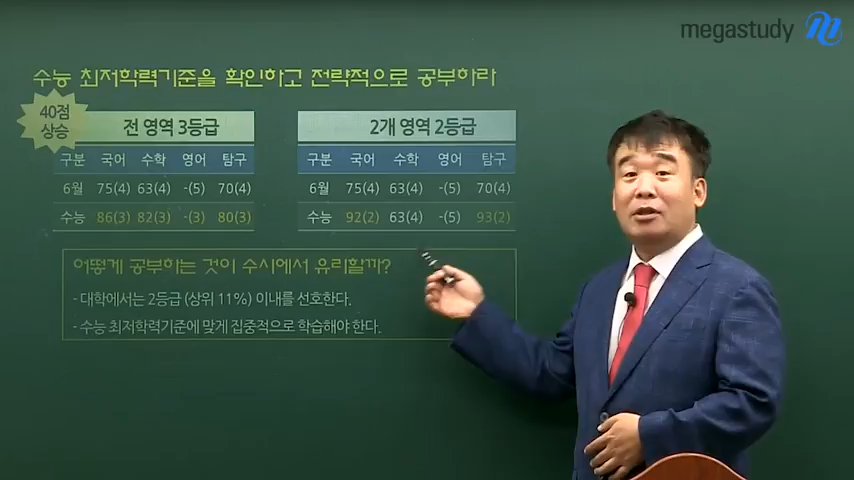 megastudy
수능 최저학력기준을 확인하고 전략적으로 공부하라
40점
상승
전 영역 3등급
구분 국어 수학 영어 탐구
6월 75(4) 63(4) -(5) 70(4)
수능 86(3) 82(3) -(3) 80(3)
2개 영역 2등급
구분 국어 수학 영어 탐구
6월 75(4) 63(4) -(5) 70(4)
수능 92(2) 63(4) -(5) 93(2)
어떻게 공부하는 것이 수시에서 유리할까?
- 대학에서는 2등급 (상위 11%) 이내를 선호한다.
- 수능 최저학력기준에 맞게 집중적으로 학습해야 한다.